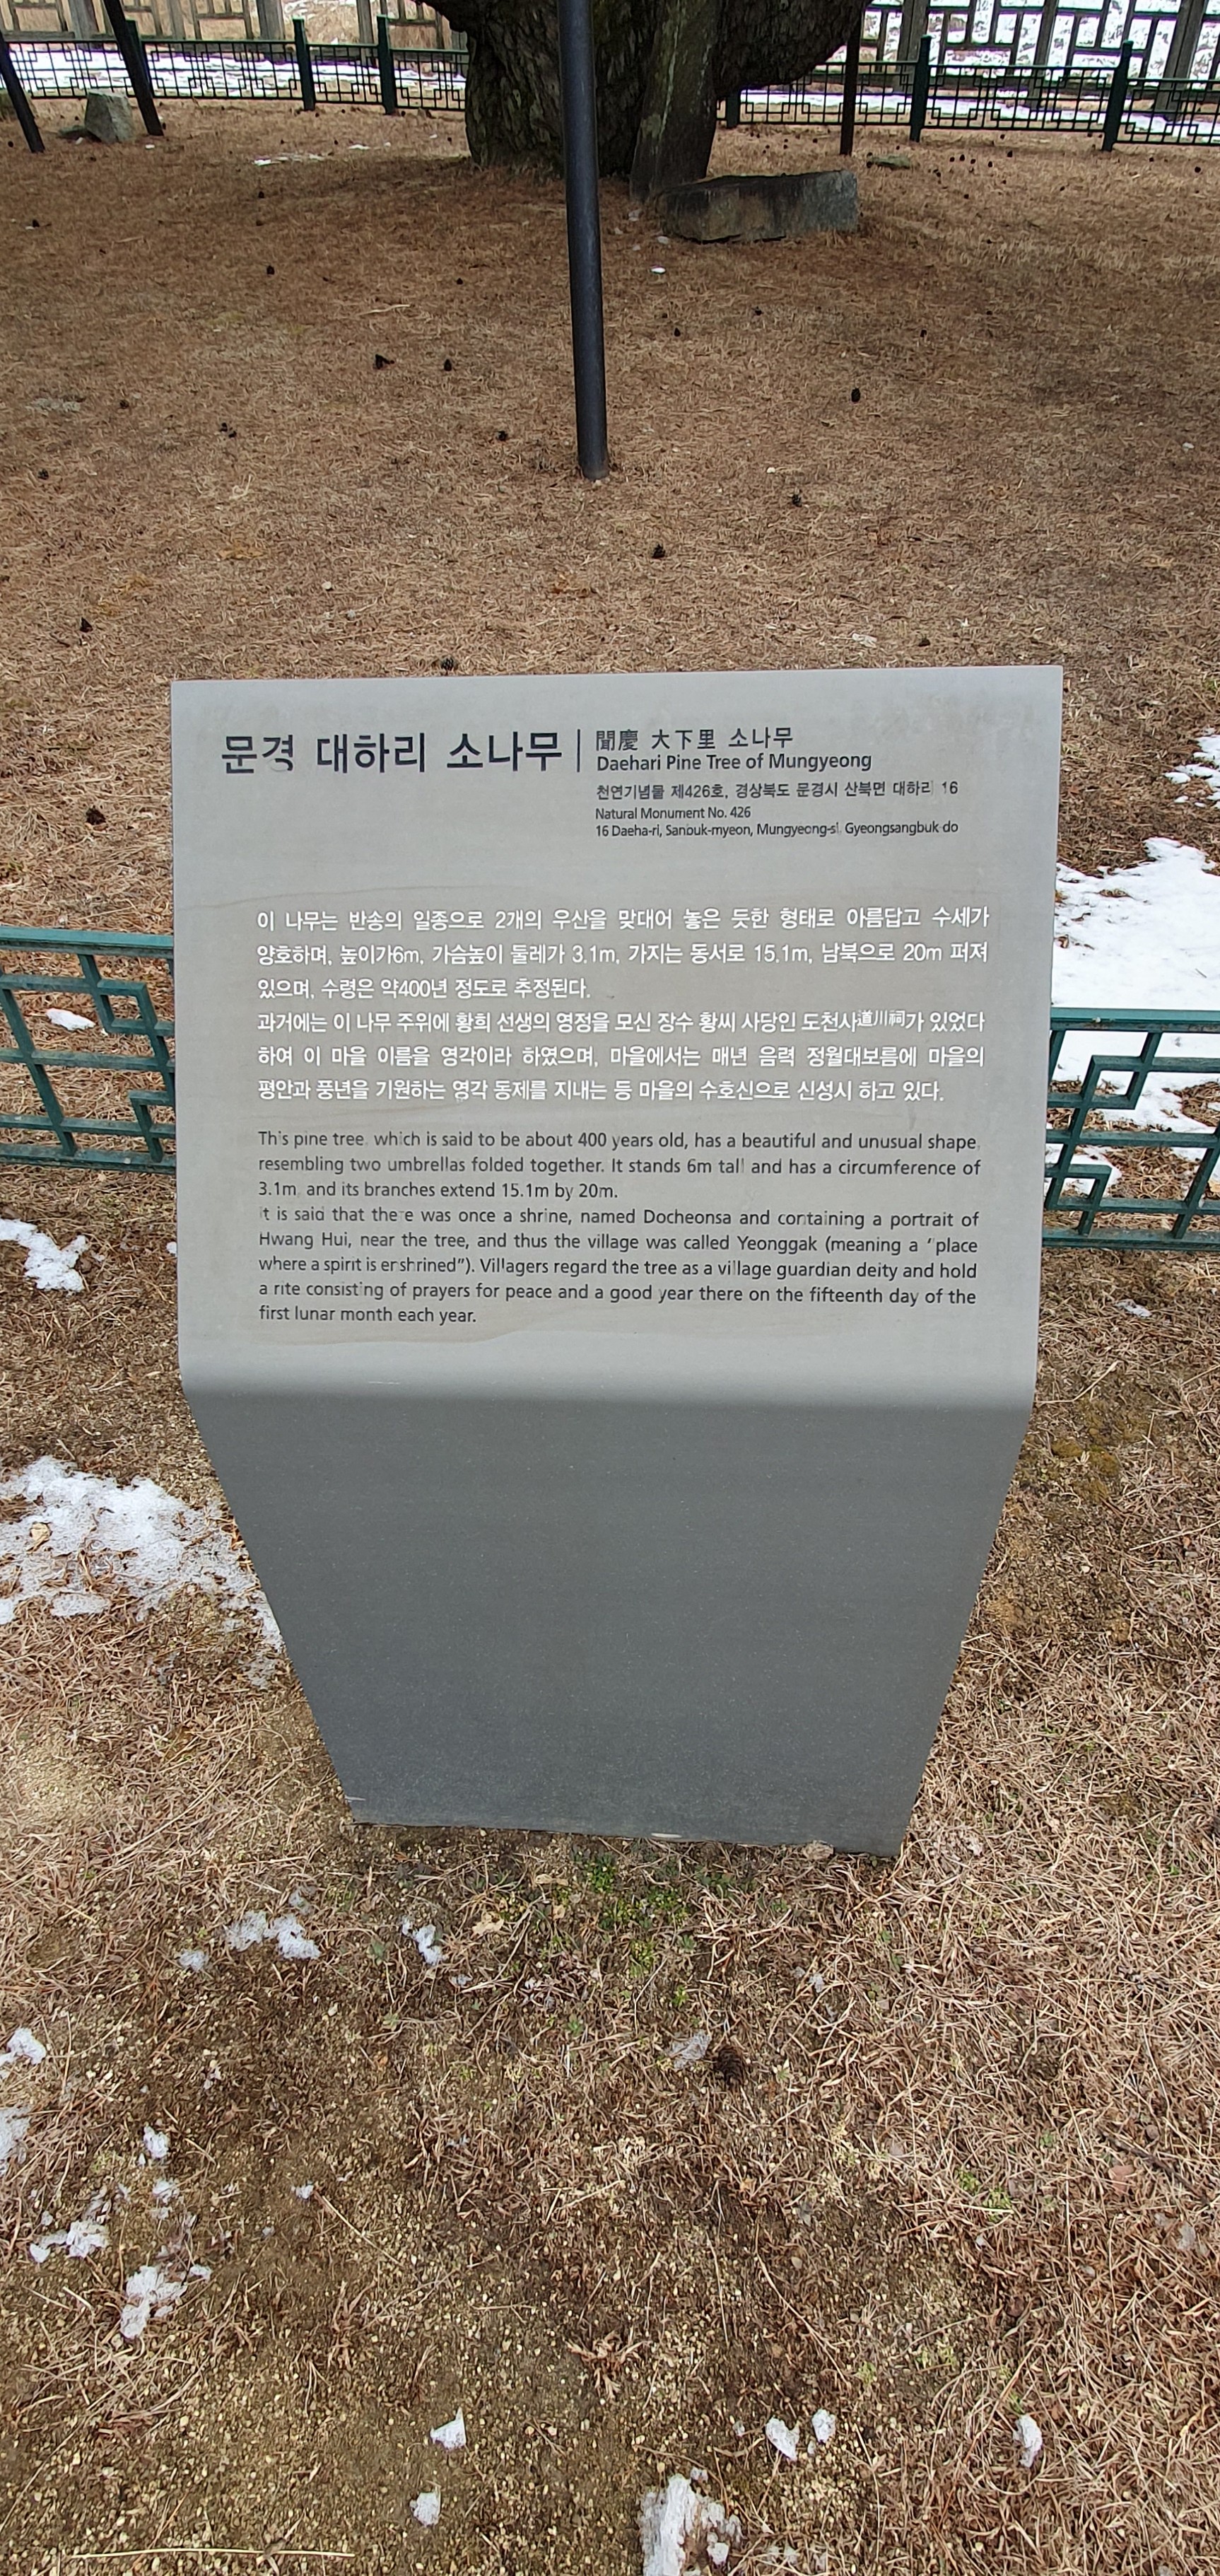 문경 대하리 소나무
聞慶 大下里 소나무
Daehari Pine Tree of Mungyeong
천연기념물 제426호, 경상북도 문경시 산북면 대하리 16
Natural Monument No. 426
16 Daeha-ri, Sanbuk-myeon, Mungyeong-si, Gyeongsangbuk-do
이 나무는 반송의 일종으로 2개의 우산을 맞대어 놓은 듯한 형태로 아름답고 수세가
양호하며, 높이가6m, 가슴높이 둘레가 3.1m, 가지는 동서로 15.1m, 남북으로 20m 퍼져
있으며, 수령은 약400년 정도로 추정된다.
과거에는 이 나무 주위에 황희 선생의 영정을 모신 장수 황씨 사당인 도천사道川祠가 있었다
하여 이 마을 이름을 영각이라 하였으며, 마을에서는 매년 음력 정월대보름에 마을의
평안과 풍년을 기원하는 영각 동제를 지내는 등 마을의 수호신으로 신성시 하고 있다.
This pine tree, which is said to be about 400 years old, has a beautiful and unusual shape,
resembling two umbrellas folded together. It stands 6m tall and has a circumference of
3.1m, and its branches extend 15.1m by 20m.
It is said that there was once a shrine, named Docheonsa and containing a portrait of
Hwang Hui, near the tree, and thus the village was called Yeonggak (meaning a "place
where a spirit is enshrined"). Villagers regard the tree as a village guardian deity and hold
a rite consisting of prayers for peace and a good year there on the fifteenth day of the
first lunar month each year.